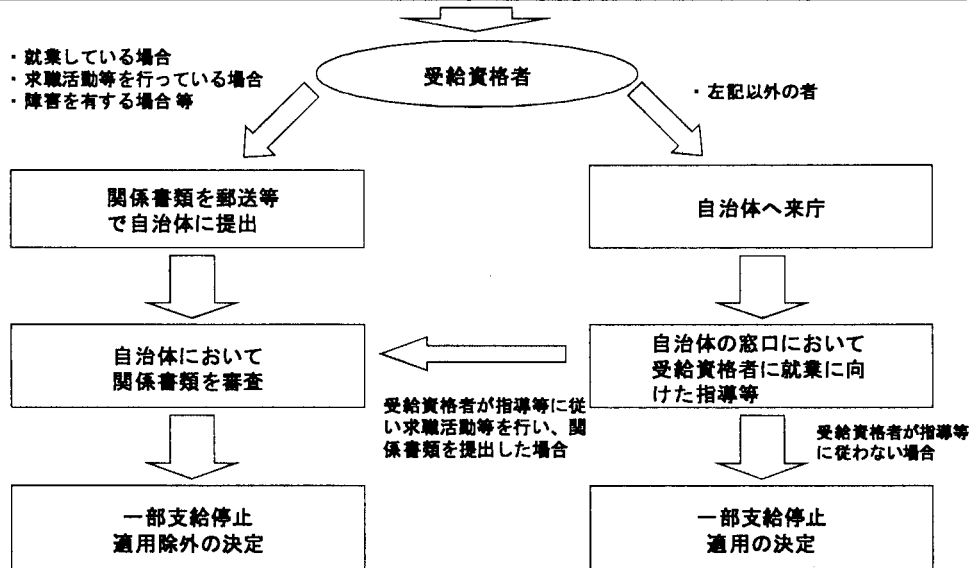 ・就業している場合
・求職活動等を行っている場合
・障害を有する場合 等
受給資格者
・左記以外の者
関係書類を郵送等
で自治体に提出
自治体へ来庁
自治体において
関係書類を審査
自治体の窓口において
受給資格者に就業に向
けた指導等
受給資格者が指導等に従
い求職活動等を行い、関
係書類を提出した場合
受給資格者が指導等
に従わない場合
一部支給停止
適用除外の決定
一部支給停止
適用の決定